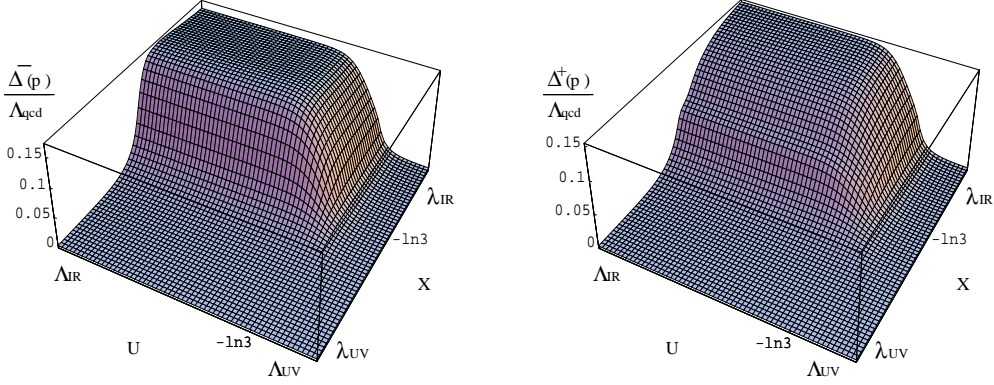 Δ⁻(p)
Λqcd
0.15
0.1
0.05
0
ΛIR
U
-ln3
ΛUV
λUV
X
-ln3
λIR
Δ⁺(p)
Λqcd
0.15
0.1
0.05
0
ΛIR
U
-ln3
ΛUV
λUV
X
-ln3
λIR